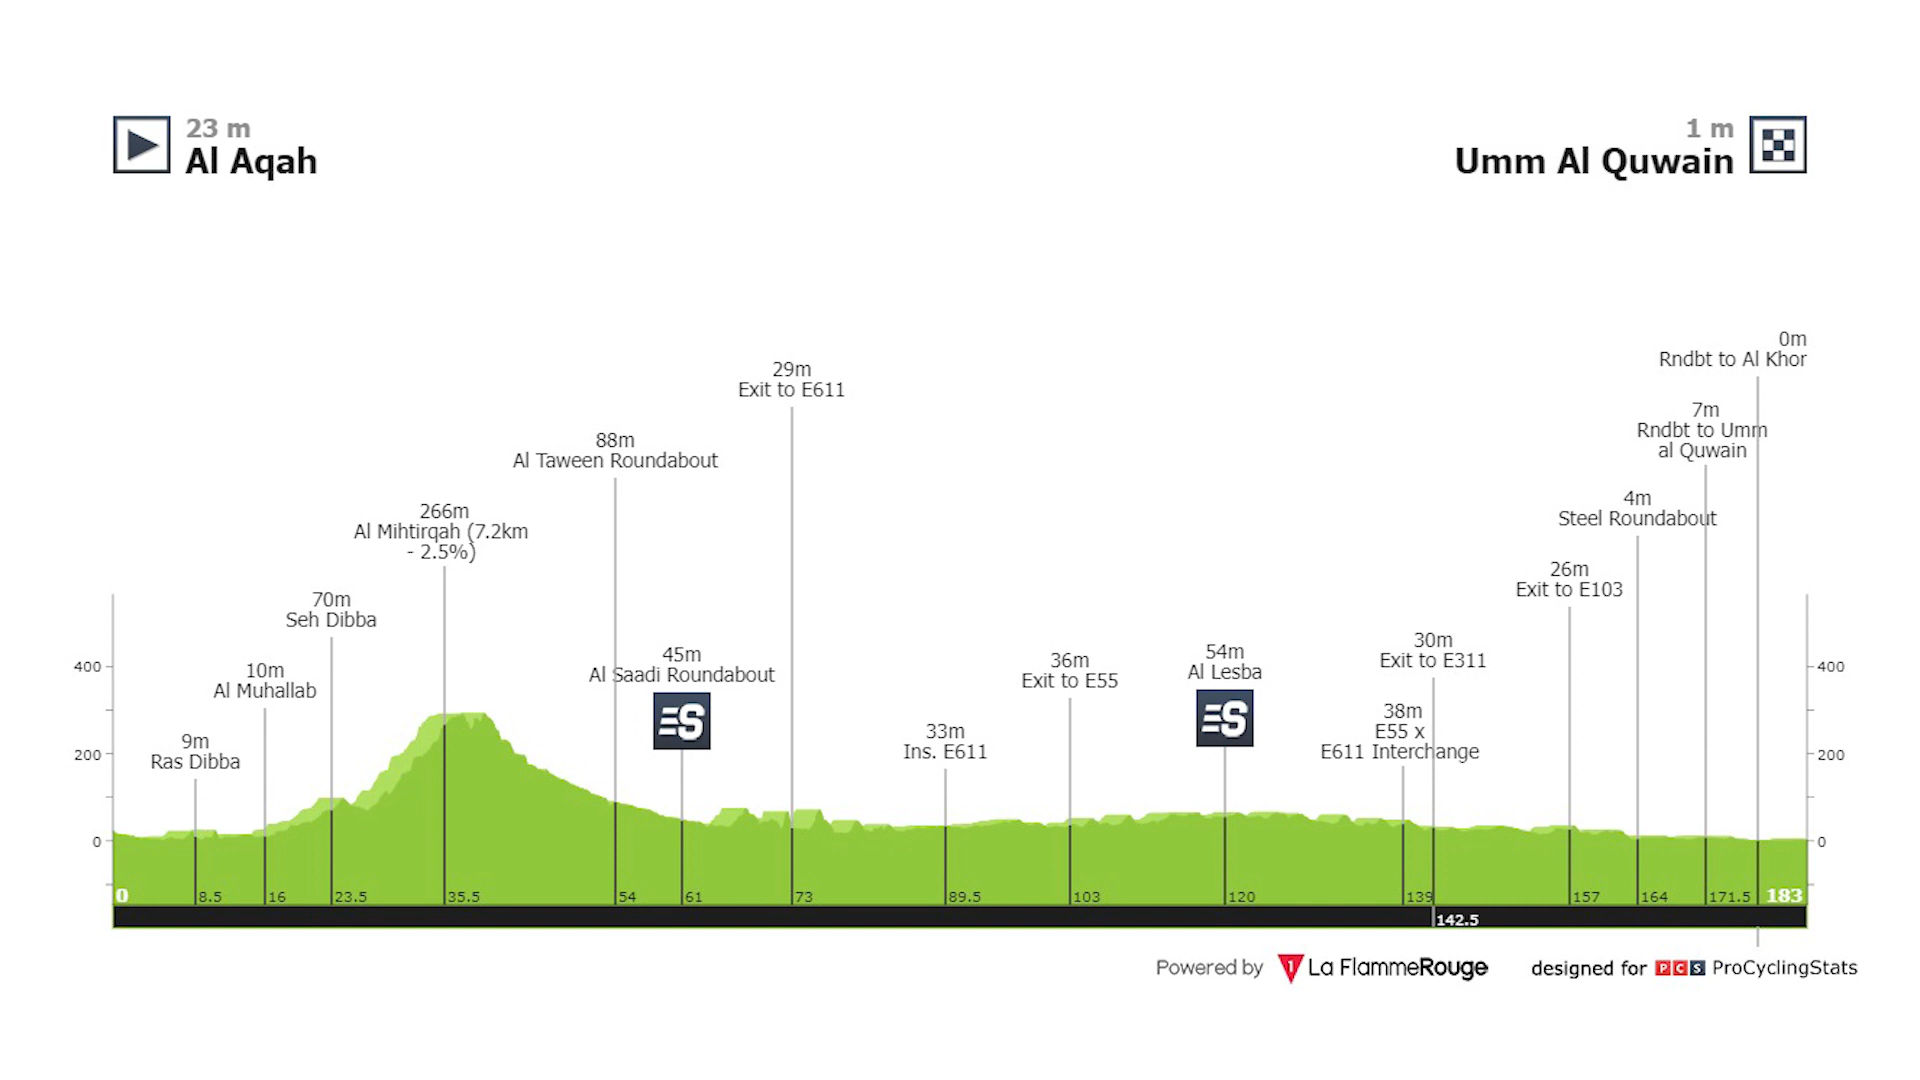 23 m
Al Aqah
1 m
Umm Al Quwain
0m
Rndbt to Al Khor
29m
Exit to E611
7m
Rndbt to Umm
al Quwain
88m
Al Taween Roundabout
4m
Steel Roundabout
266m
Al Mihtirqah (7.2km
- 2.5%)
26m
Exit to E103
70m
Seh Dibba
30m
Exit to E311
45m
Al Saadi Roundabout
54m
Al Lesba
36m
Exit to E55
10m
Al Muhallab
38m
E55 x
E611 Interchange
33m
Ins. E611
9m
Ras Dibba
S
S
400
400
200
200
0
0
0 8.5 16 23.5 35.5 54 61 73 89.5 103 120 139 157 164 171.5 183
142.5
Powered by 1 La FlammeRouge designed for PCS ProCyclingStats